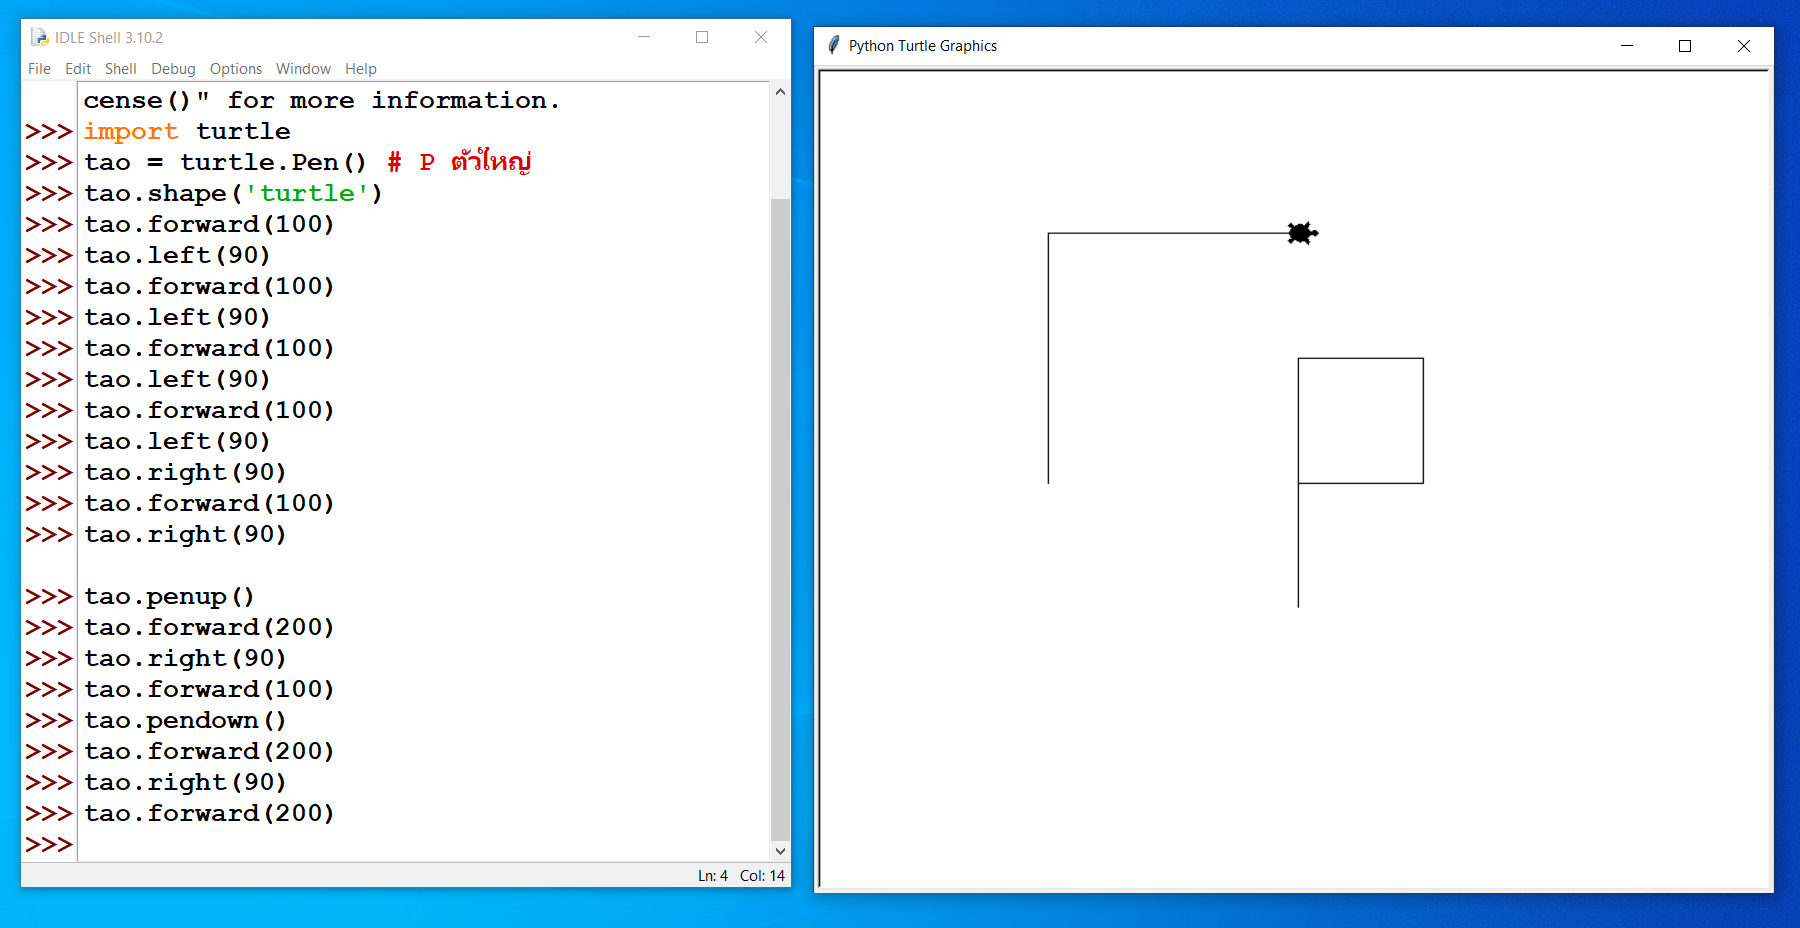 IDLE Shell 3.10.2
File Edit Shell Debug Options Window Help
cense()" for more information.
>>> import turtle
>>> tao = turtle.Pen() # P ตัวใหญ่
>>> tao.shape('turtle')
>>> tao.forward(100)
>>> tao.left(90)
>>> tao.forward(100)
>>> tao.left(90)
>>> tao.forward(100)
>>> tao.left(90)
>>> tao.forward(100)
>>> tao.left(90)
>>> tao.right(90)
>>> tao.forward(100)
>>> tao.right(90)
>>> tao.penup()
>>> tao.forward(200)
>>> tao.right(90)
>>> tao.forward(100)
>>> tao.pendown()
>>> tao.forward(200)
>>> tao.right(90)
>>> tao.forward(200)
>>>
Ln: 4 Col: 14
Python Turtle Graphics